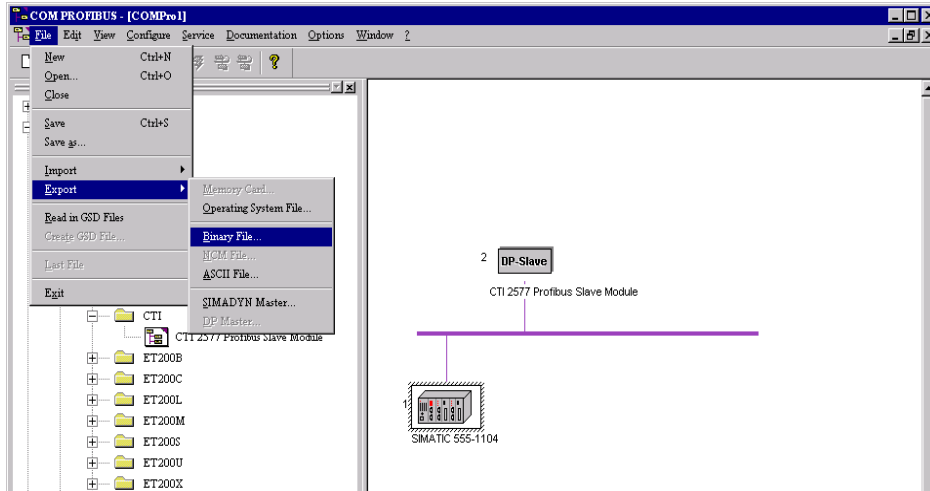 COM PROFIBUS - [COMPro1]
File Edit View Configure Service Documentation Options Window ?
New Ctrl+N
Open... Ctrl+O
Close
Save Ctrl+S
Save as...
Import
Export
Read in GSD Files
Create GSD File...
Last File
Exit
Memory Card...
Operating System File...
Binary File...
NCM File...
ASCII File...
SIMADYN Master...
DP Master...
CTI
CTI 2577 Profibus Slave Module
ET200B
ET200C
ET200L
ET200M
ET200S
ET200U
ET200X
2 DP-Slave
CTI 2577 Profibus Slave Module
1
SIMATIC 555-1104